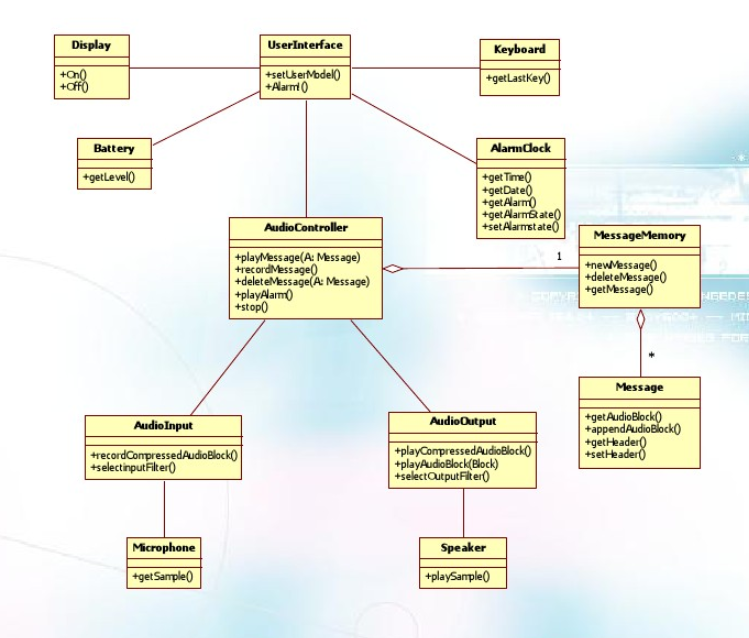 Display
+On()
+Off()
UserInterface
+setUserModel()
+Alarm!()
Keyboard
+getLastKey()
Battery
+getLevel()
AlarmClock
+getTime()
+getDate()
+getAlarm()
+getAlarmState()
+setAlarmstate()
AudioController
+playMessage(A: Message)
+recordMessage()
+deleteMessage(A: Message)
+playAlarm()
+stop()
1
MessageMemory
+newMessage()
+deleteMessage()
+getMessage()
*
Message
+getAudioBlock()
+appendAudioBlock()
+getHeader()
+setHeader()
AudioInput
+recordCompressedAudioBlock()
+selectinputFilter()
AudioOutput
+playCompressedAudioBlock()
+playAudioBlock(Block)
+selectOutputFilter()
Microphone
+getSample()
Speaker
+playSample()